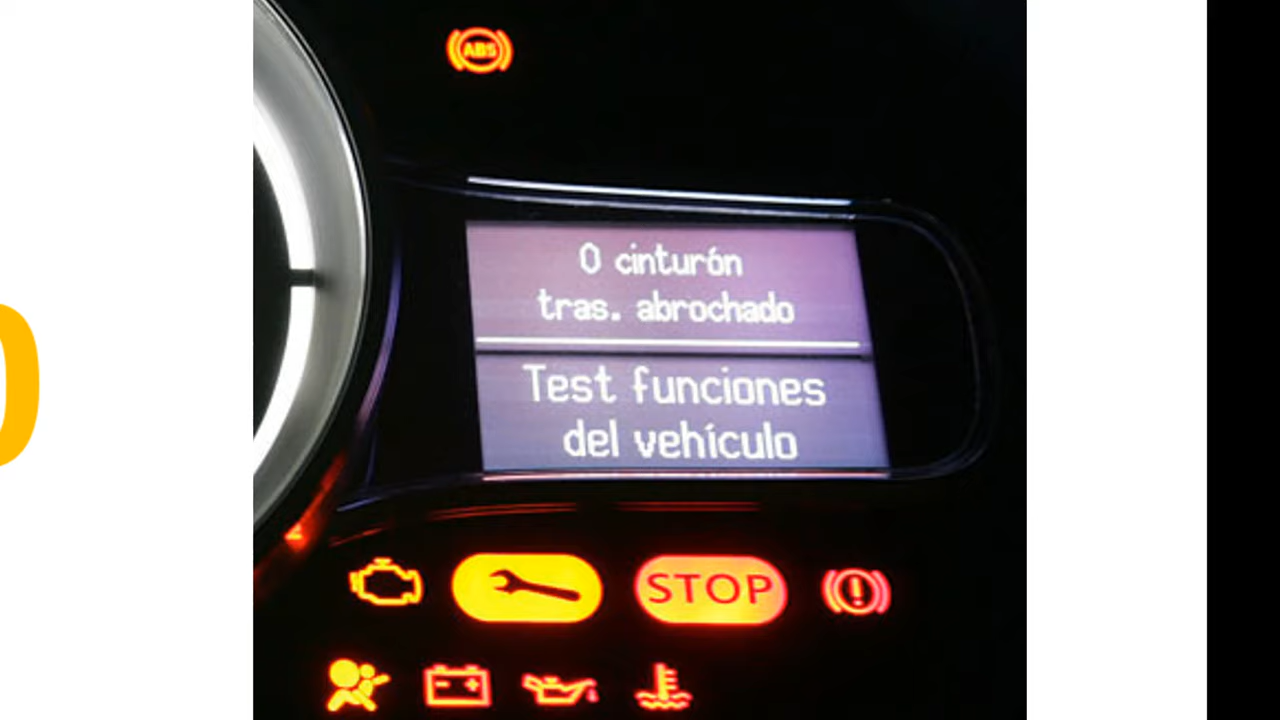 ABS
0 cinturón
tras. abrochado
Test funciones
del vehículo
STOP